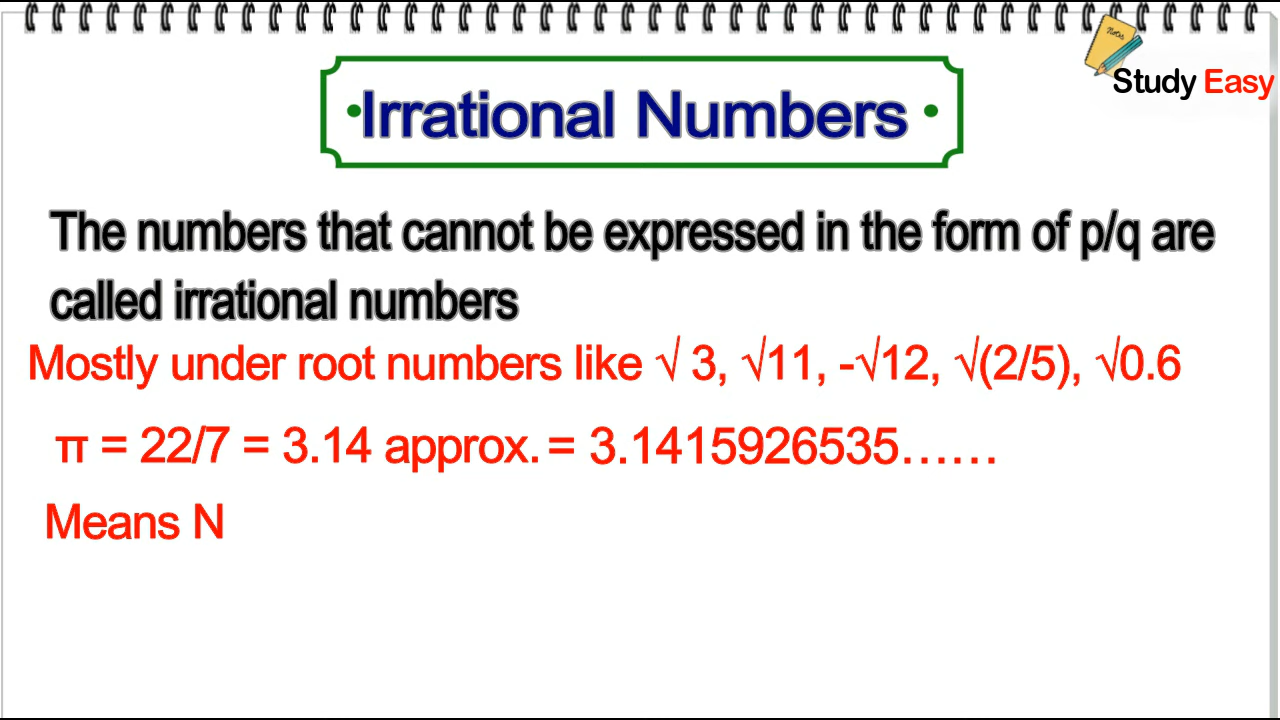 Study Easy
•Irrational Numbers •
The numbers that cannot be expressed in the form of p/q are
called irrational numbers
Mostly under root numbers like √ 3, √11, -√12, √(2/5), √0.6
π = 22/7 = 3.14 approx. = 3.1415926535……
Means N